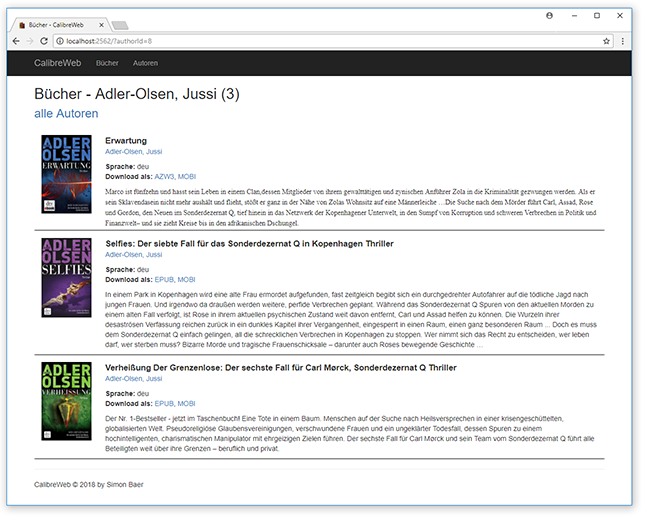 Bücher - CalibreWeb
localhost:2562/?authorId=8
CalibreWeb Bücher Autoren
Bücher - Adler-Olsen, Jussi (3)
alle Autoren
ADLER
OLSEN
ERWARTUNG
Erwartung
Adler-Olsen, Jussi
Sprache: deu
Download als: AZW3, MOBI
Marco ist fünfzehn und hasst sein Leben in einem Clan,dessen Mitglieder von ihrem gewalttätigen und zynischen Anführer Zola in die Kriminalität gezwungen werden. Als er
sein Sklavendasein nicht mehr aushält und flieht, stößt er ganz in der Nähe von Zolas Wohnsitz auf eine Männerleiche …Die Suche nach dem Mörder führt Carl, Assad, Rose
und Gordon, den Neuen im Sonderdezernat Q, tief hinein in das Netzwerk der Kopenhagener Unterwelt, in den Sumpf von Korruption und schweren Verbrechen in Politik und
Finanzwelt– und sie zieht Kreise bis in den afrikanischen Dschungel.
ADLER
OLSEN
SELFIES
Selfies: Der siebte Fall für das Sonderdezernat Q in Kopenhagen Thriller
Adler-Olsen, Jussi
Sprache: deu
Download als: EPUB, MOBI
In einem Park in Kopenhagen wird eine alte Frau ermordet aufgefunden, fast zeitgleich begibt sich ein durchgedrehter Autofahrer auf die tödliche Jagd nach
jungen Frauen. Und irgendwo da draußen werden weitere, perfide Verbrechen geplant. Während das Sonderdezernat Q Spuren von den aktuellen Morden zu
einem alten Fall verfolgt, ist Rose in ihrem aktuellen psychischen Zustand weit davon entfernt, Carl und Assad helfen zu können. Die Wurzeln ihrer
desaströsen Verfassung reichen zurück in ein dunkles Kapitel ihrer Vergangenheit, eingesperrt in einen Raum, einen ganz besonderen Raum ... Doch es muss
dem Sonderdezernat Q einfach gelingen, all die schrecklichen Verbrechen in Kopenhagen zu stoppen. Wer nimmt sich das Recht zu entscheiden, wer leben
darf, wer sterben muss? Bizarre Morde und tragische Frauenschicksale – darunter auch Roses bewegende Geschichte …
ADLER
OLSEN
VERHEISSUNG
Verheißung Der Grenzenlose: Der sechste Fall für Carl Mørck, Sonderdezernat Q Thriller
Adler-Olsen, Jussi
Sprache: deu
Download als: EPUB, MOBI
Der Nr. 1-Bestseller - jetzt im Taschenbuch! Eine Tote in einem Baum. Menschen auf der Suche nach Heilsversprechen in einer krisengeschüttelten,
globalisierten Welt. Pseudoreligiöse Glaubensvereinigungen, verschwundene Frauen und ein ungeklärter Todesfall, dessen Spuren zu einem
hochintelligenten, charismatischen Manipulator mit ehrgeizigen Zielen führen. Der sechste Fall für Carl Mørck und sein Team vom Sonderdezernat Q führt alle
Beteiligten weit über ihre Grenzen – beruflich und privat.
CalibreWeb © 2018 by Simon Baer